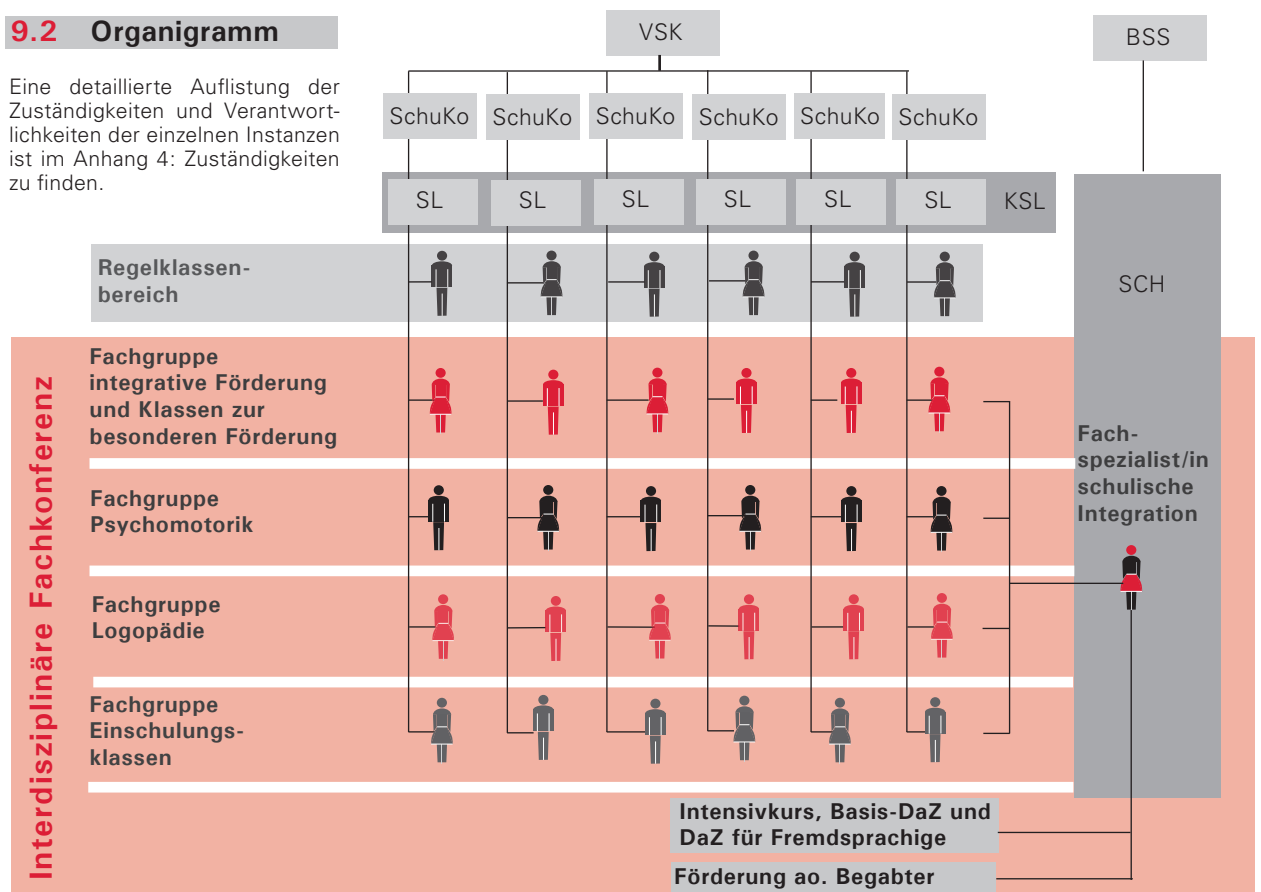 9.2 Organigramm
Eine detaillierte Auflistung der
Zuständigkeiten und Verantwort-
lichkeiten der einzelnen Instanzen
ist im Anhang 4: Zuständigkeiten
zu finden.
VSK
BSS
SchuKo SchuKo SchuKo SchuKo SchuKo SchuKo
SL SL SL SL SL SL KSL
Regelklassen-
bereich
SCH
Interdisziplinäre Fachkonferenz
Fachgruppe
integrative Förderung
und Klassen zur
besonderen Förderung
Fachgruppe
Psychomotorik
Fachgruppe
Logopädie
Fachgruppe
Einschulungs-
klassen
Fach-
spezialist/in
schulische
Integration
Intensivkurs, Basis-DaZ und
DaZ für Fremdsprachige
Förderung ao. Begabter